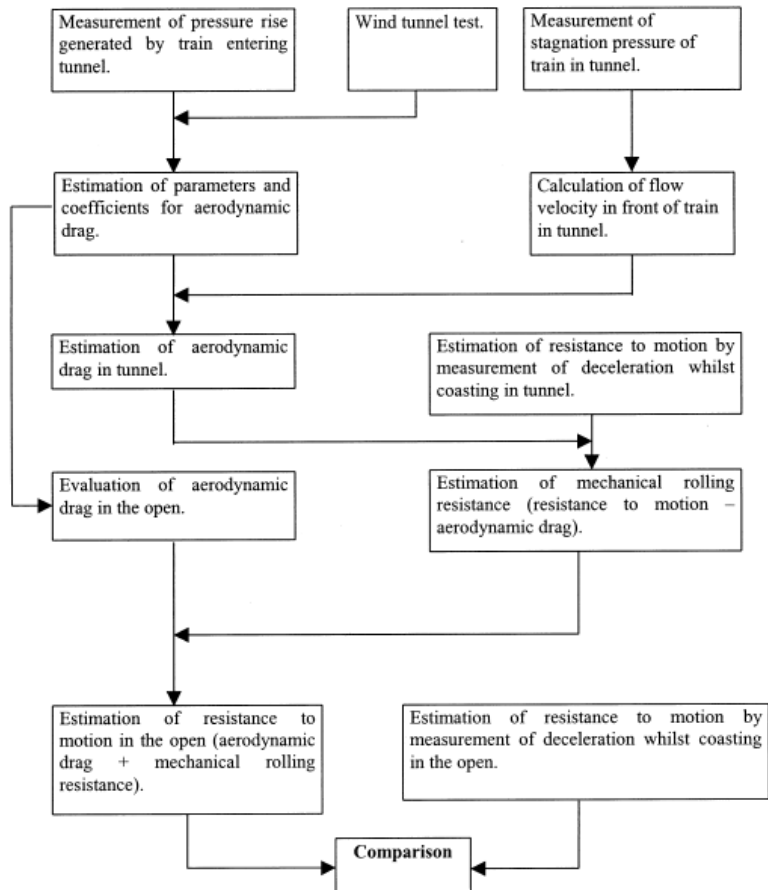 Measurement of pressure rise
generated by train entering
tunnel.
Wind tunnel test.
Measurement of
stagnation pressure of
train in tunnel.
Estimation of parameters and
coefficients for aerodynamic
drag.
Calculation of flow
velocity in front of train
in tunnel.
Estimation of aerodynamic
drag in tunnel.
Estimation of resistance to motion by
measurement of deceleration whilst
coasting in tunnel.
Evaluation of aerodynamic
drag in the open.
Estimation of mechanical rolling
resistance (resistance to motion –
aerodynamic drag).
Estimation of resistance to
motion in the open (aerodynamic
drag + mechanical rolling
resistance).
Estimation of resistance to motion by
measurement of deceleration whilst coasting
in the open.
Comparison